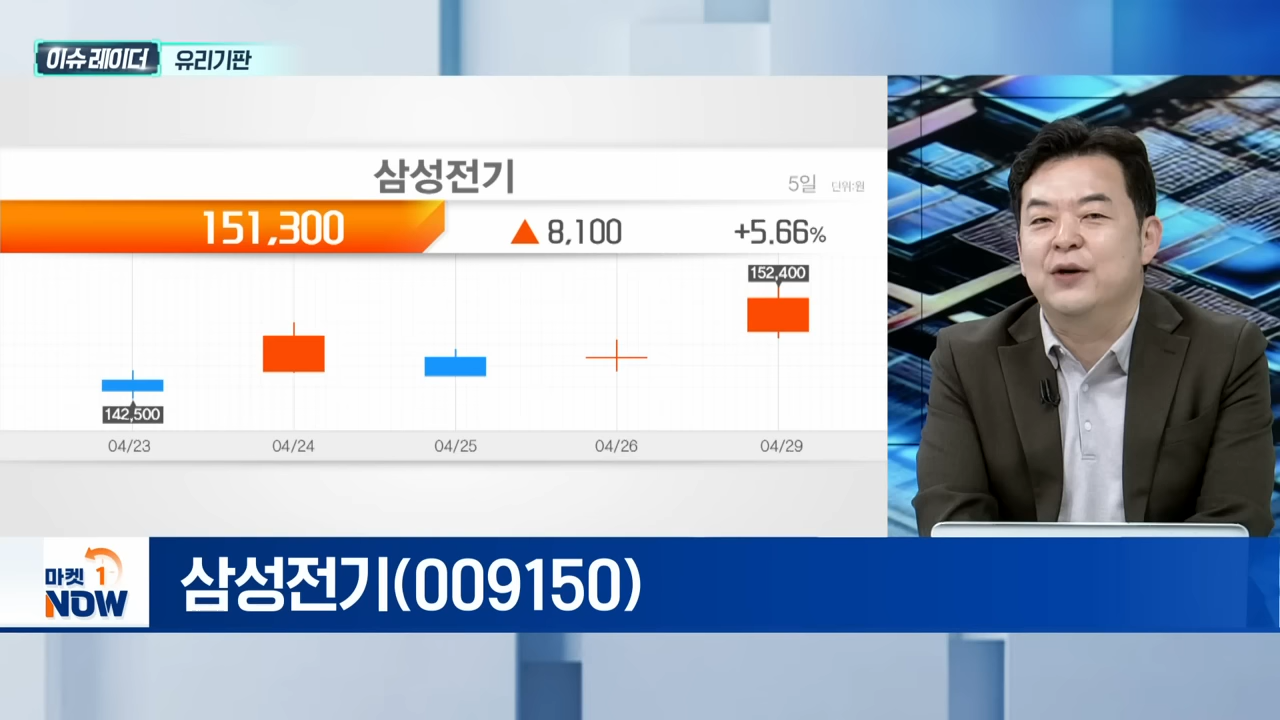 이슈 레이더 유리기판
삼성전기
5일 단위:원
151,300 ▲ 8,100 +5.66%
152,400
142,500
04/23 04/24 04/25 04/26 04/29
마켓 1
NOW
삼성전기(009150)